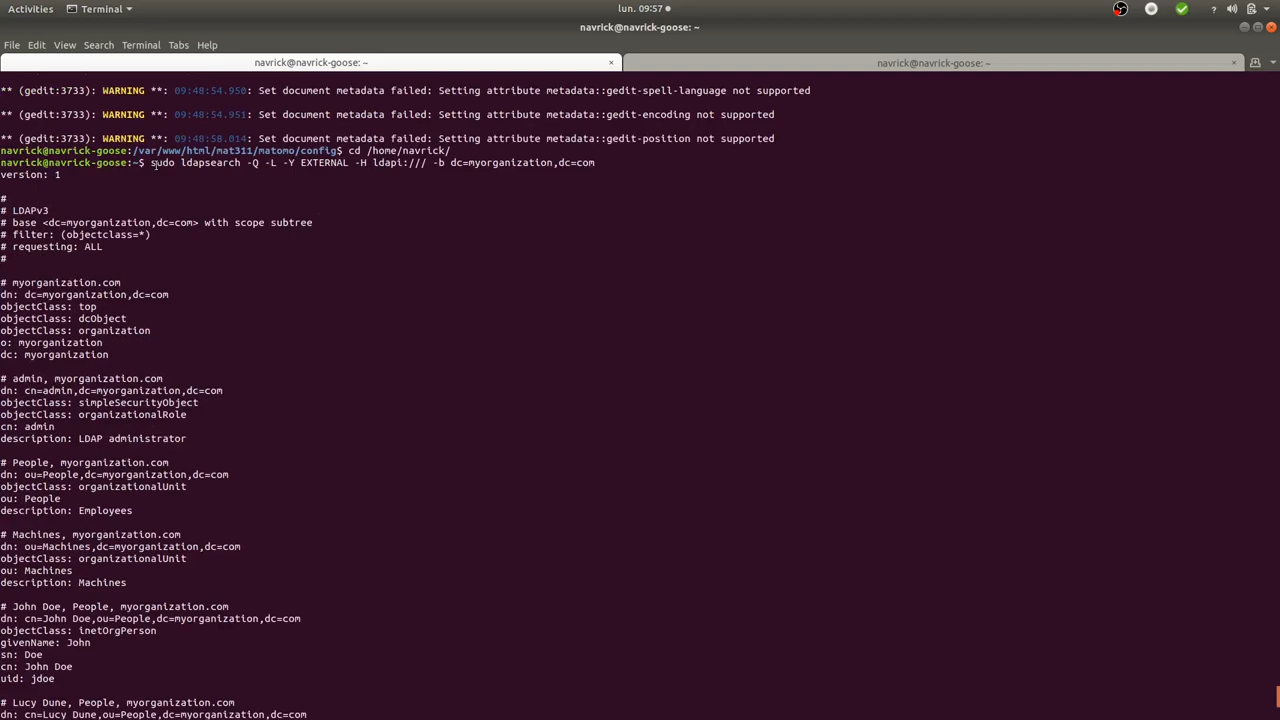 Activities
Terminal
lun. 09:57
navrick@navrick-goose: ~
File Edit View Search Terminal Tabs Help
navrick@navrick-goose: ~ ×
navrick@navrick-goose: ~ ×
** (gedit:3733): WARNING **: 09:48:54.950: Set document metadata failed: Setting attribute metadata::gedit-spell-language not supported
** (gedit:3733): WARNING **: 09:48:54.951: Set document metadata failed: Setting attribute metadata::gedit-encoding not supported
** (gedit:3733): WARNING **: 09:48:58.014: Set document metadata failed: Setting attribute metadata::gedit-position not supported
navrick@navrick-goose:/var/www/html/mat311/matomo/config$ cd /home/navrick/
navrick@navrick-goose:~$ sudo ldapsearch -Q -L -Y EXTERNAL -H ldapi:/// -b dc=myorganization,dc=com
version: 1
#
# LDAPv3
# base <dc=myorganization,dc=com> with scope subtree
# filter: (objectclass=*)
# requesting: ALL
#
# myorganization.com
dn: dc=myorganization,dc=com
objectClass: top
objectClass: dcObject
objectClass: organization
o: myorganization
dc: myorganization
# admin, myorganization.com
dn: cn=admin,dc=myorganization,dc=com
objectClass: simpleSecurityObject
objectClass: organizationalRole
cn: admin
description: LDAP administrator
# People, myorganization.com
dn: ou=People,dc=myorganization,dc=com
objectClass: organizationalUnit
ou: People
description: Employees
# Machines, myorganization.com
dn: ou=Machines,dc=myorganization,dc=com
objectClass: organizationalUnit
ou: Machines
description: Machines
# John Doe, People, myorganization.com
dn: cn=John Doe,ou=People,dc=myorganization,dc=com
objectClass: inetOrgPerson
givenName: John
sn: Doe
cn: John Doe
uid: jdoe
# Lucy Dune, People, myorganization.com
dn: cn=Lucy Dune,ou=People,dc=myorganization,dc=com